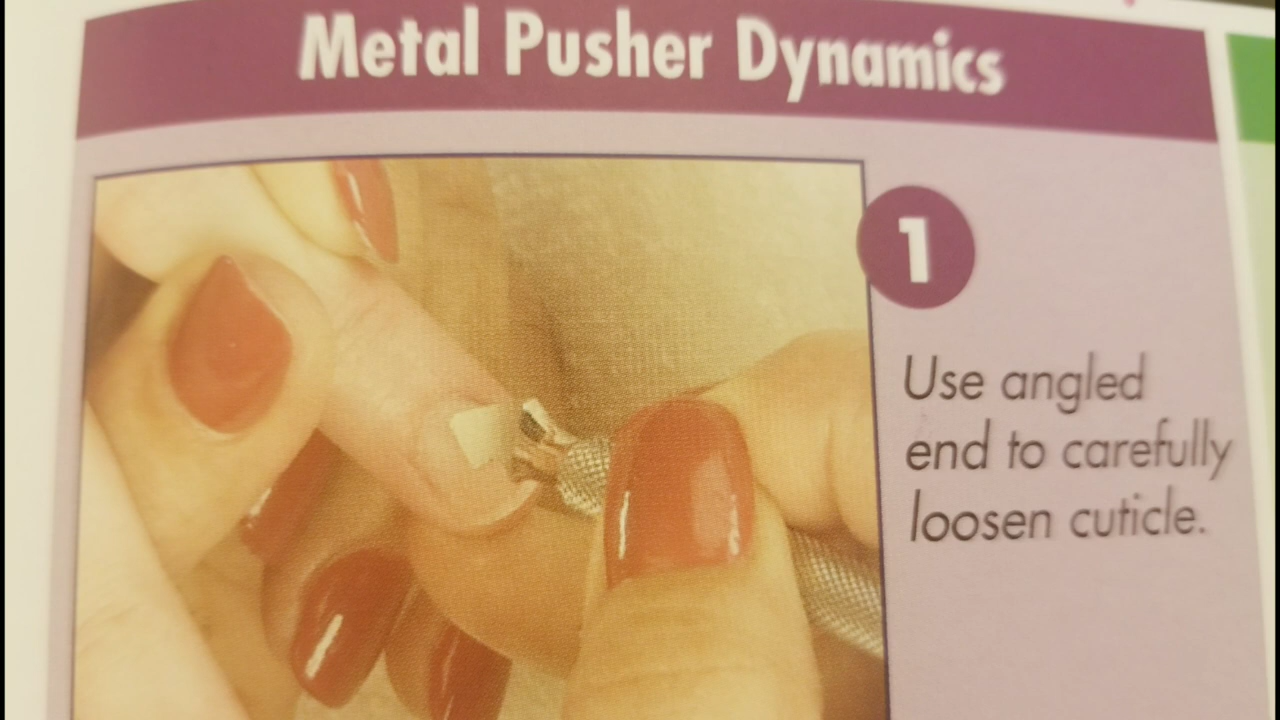 Metal Pusher Dynamics
1
Use angled
end to carefully
loosen cuticle.